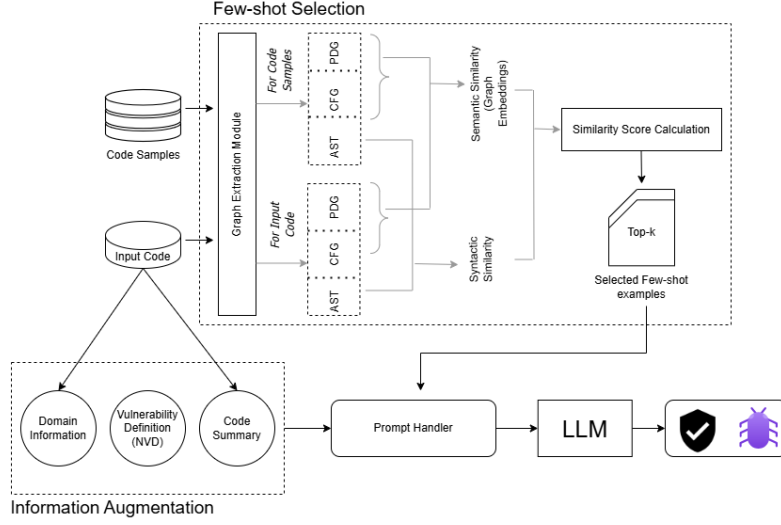 Few-shot Selection
Code Samples
Input Code
Graph Extraction Module
For Code
Samples
PDG
CFG
AST
For Input
Code
PDG
CFG
AST
Semantic Similarity
(Graph
Embeddings)
Syntactic
Similarity
Similarity Score Calculation
Top-k
Selected Few-shot
examples
Domain
Information
Vulnerability
Definition
(NVD)
Code
Summary
Information Augmentation
Prompt Handler
LLM